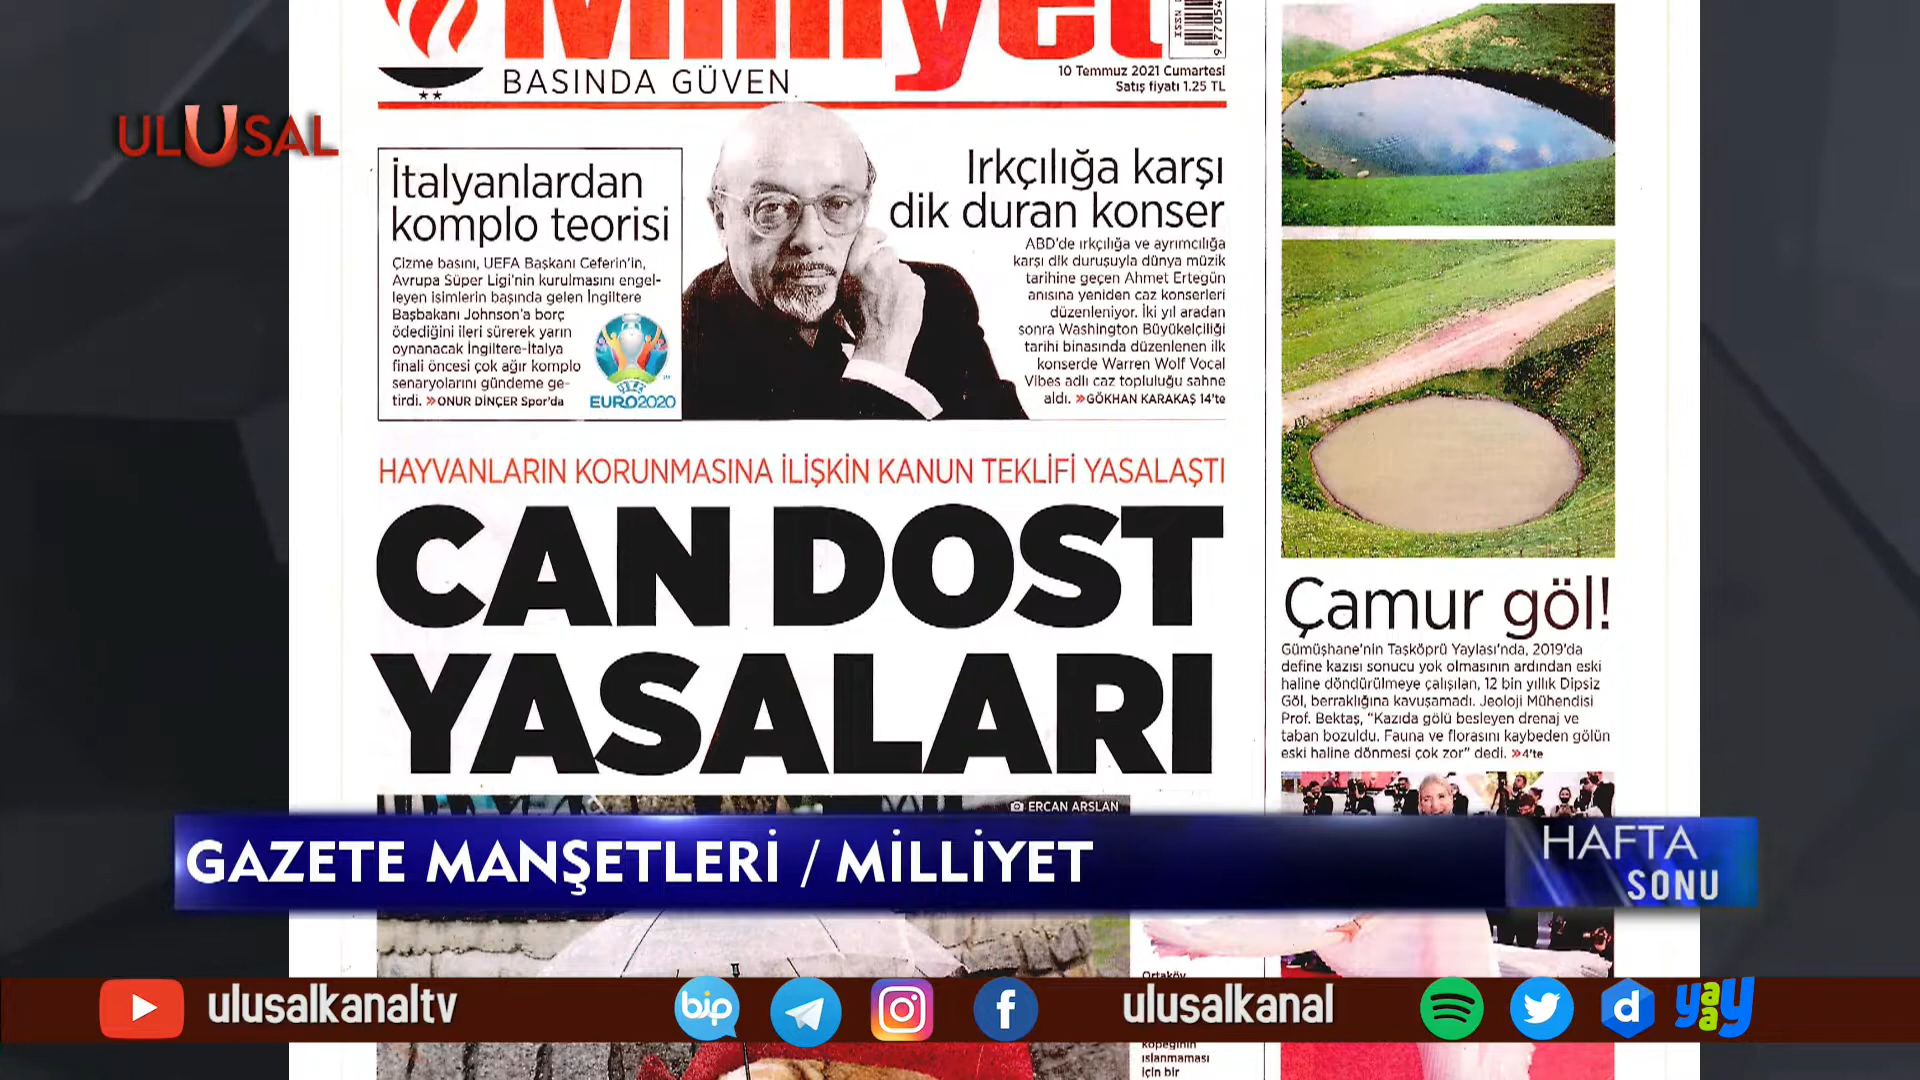 Milliyet
BASINDA GÜVEN
10 Temmuz 2021 Cumartesi
Satış fiyatı 1.25 TL
ULUSAL
İtalyanlardan
komplo teorisi
Çizme basını, UEFA Başkanı Ceferin'in,
Avrupa Süper Ligi'nin kurulmasını engel-
leyen isimlerin başında gelen İngiltere
Başbakanı Johnson'a borç
ödediğini ileri sürerek yarın
oynanacak İngiltere-İtalya
finali öncesi çok ağır komplo
senaryolarını gündeme ge-
tirdi. »ONUR DİNÇER Spor'da
UEFA
EURO2020
Irkçılığa karşı
dik duran konser
ABD'de ırkçılığa ve ayrımcılığa
karşı dik duruşuyla dünya müzik
tarihine geçen Ahmet Ertegün
anısına yeniden caz konserleri
düzenleniyor. İki yıl aradan
sonra Washington Büyükelçiliği
tarihi binasında düzenlenen ilk
konserde Warren Wolf Vocal
Vibes adlı caz topluluğu sahne
aldı. »GÖKHAN KARAKAŞ 14'te
HAYVANLARIN KORUNMASINA İLİŞKİN KANUN TEKLİFİ YASALAŞTI
CAN DOST
YASALARI
ERCAN ARSLAN
Çamur göl!
Gümüşhane'nin Taşköprü Yaylası'nda, 2019'da
define kazısı sonucu yok olmasının ardından eski
haline döndürülmeye çalışılan, 12 bin yıllık Dipsiz
Göl, berraklığına kavuşamadı. Jeoloji Mühendisi
Prof. Bektaş, "Kazıda gölü besleyen drenaj ve
taban bozuldu. Fauna ve florasını kaybeden gölün
eski haline dönmesi çok zor" dedi. »4'te
GAZETE MANŞETLERİ / MİLLİYET
HAFTA
SONU
Ortaköy
ulusalkanaltv
bip
ulusalkanal
d
yaay
köpeğinin
ıslanmaması
için bir